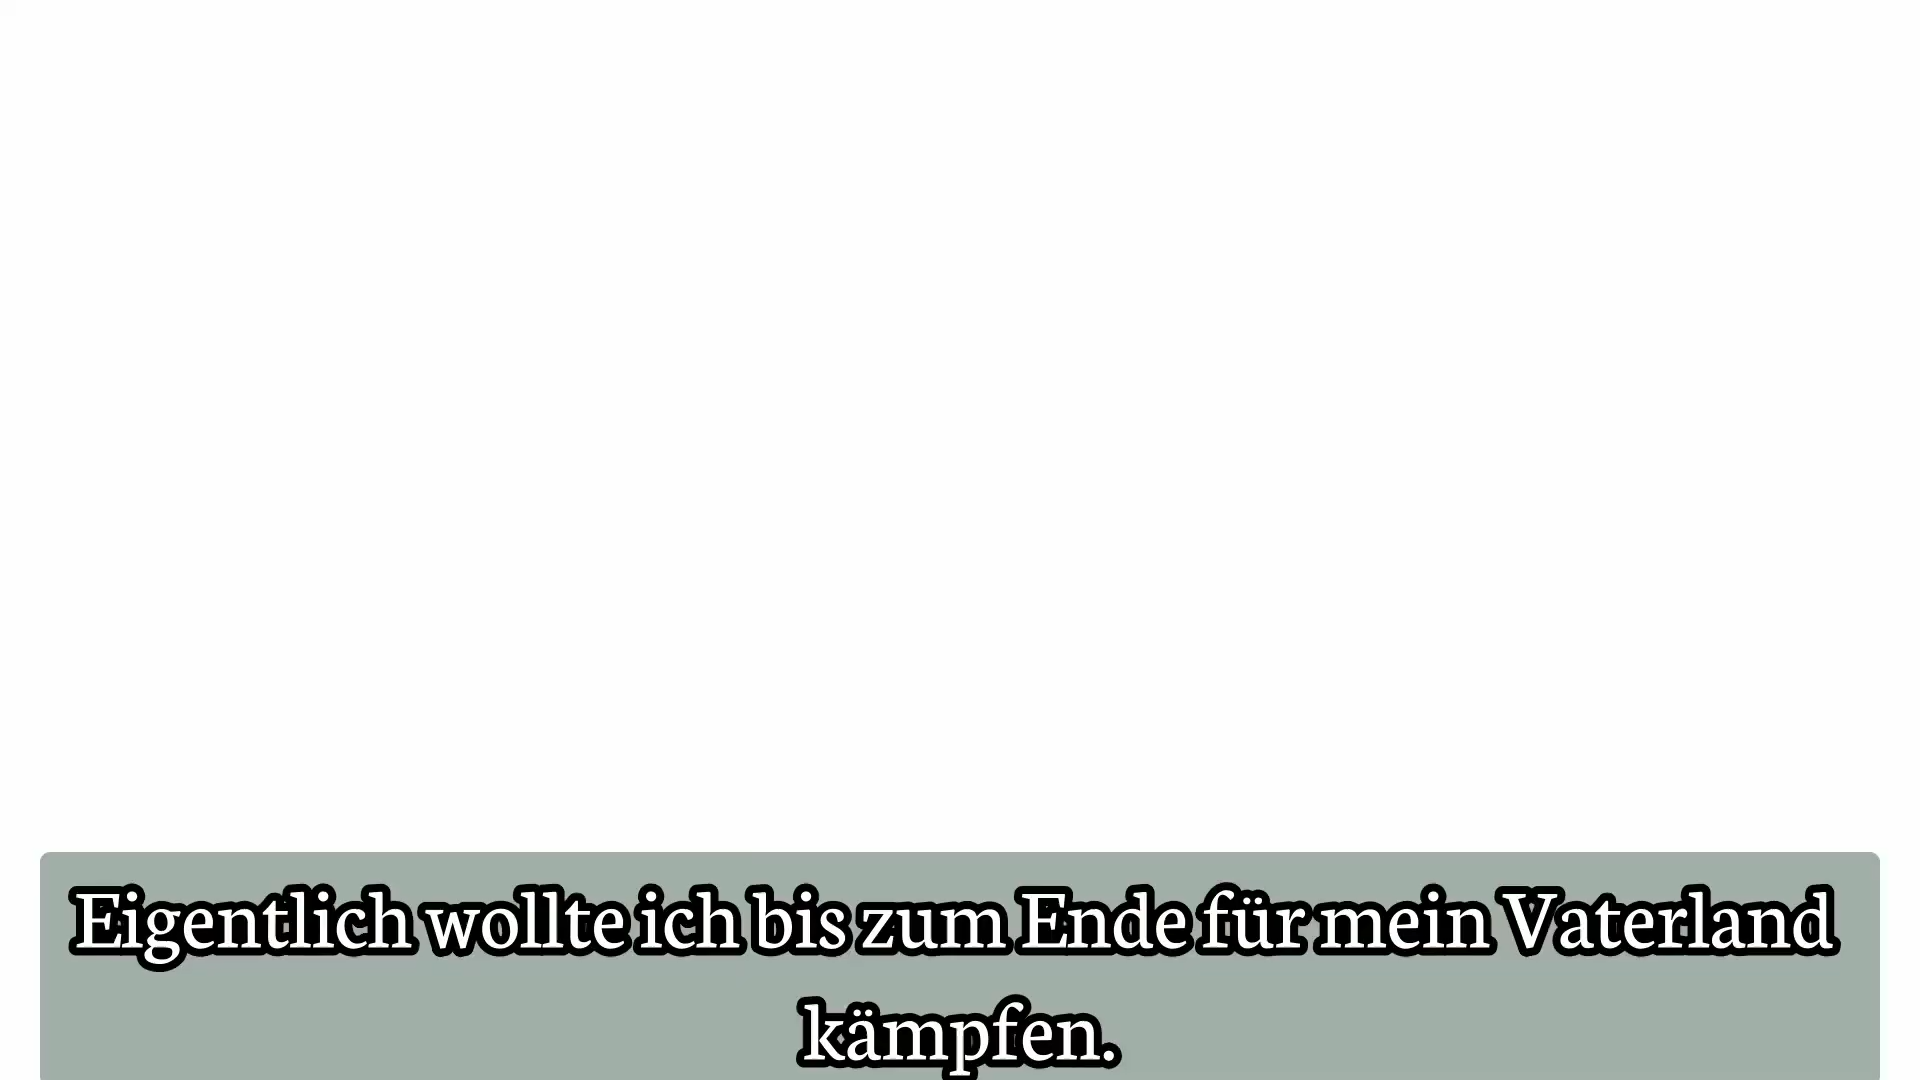 Eigentlich wollte ich bis zum Ende für mein Vaterland
kämpfen.